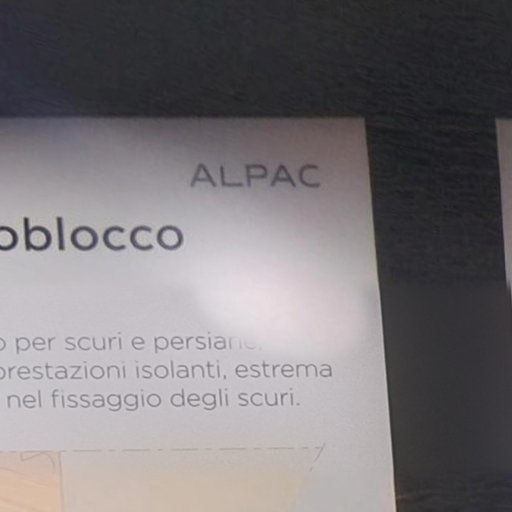 ALPAC
oblocco
o per scuri e persiane,
prestazioni isolanti, estrema
nel fissaggio degli scuri.